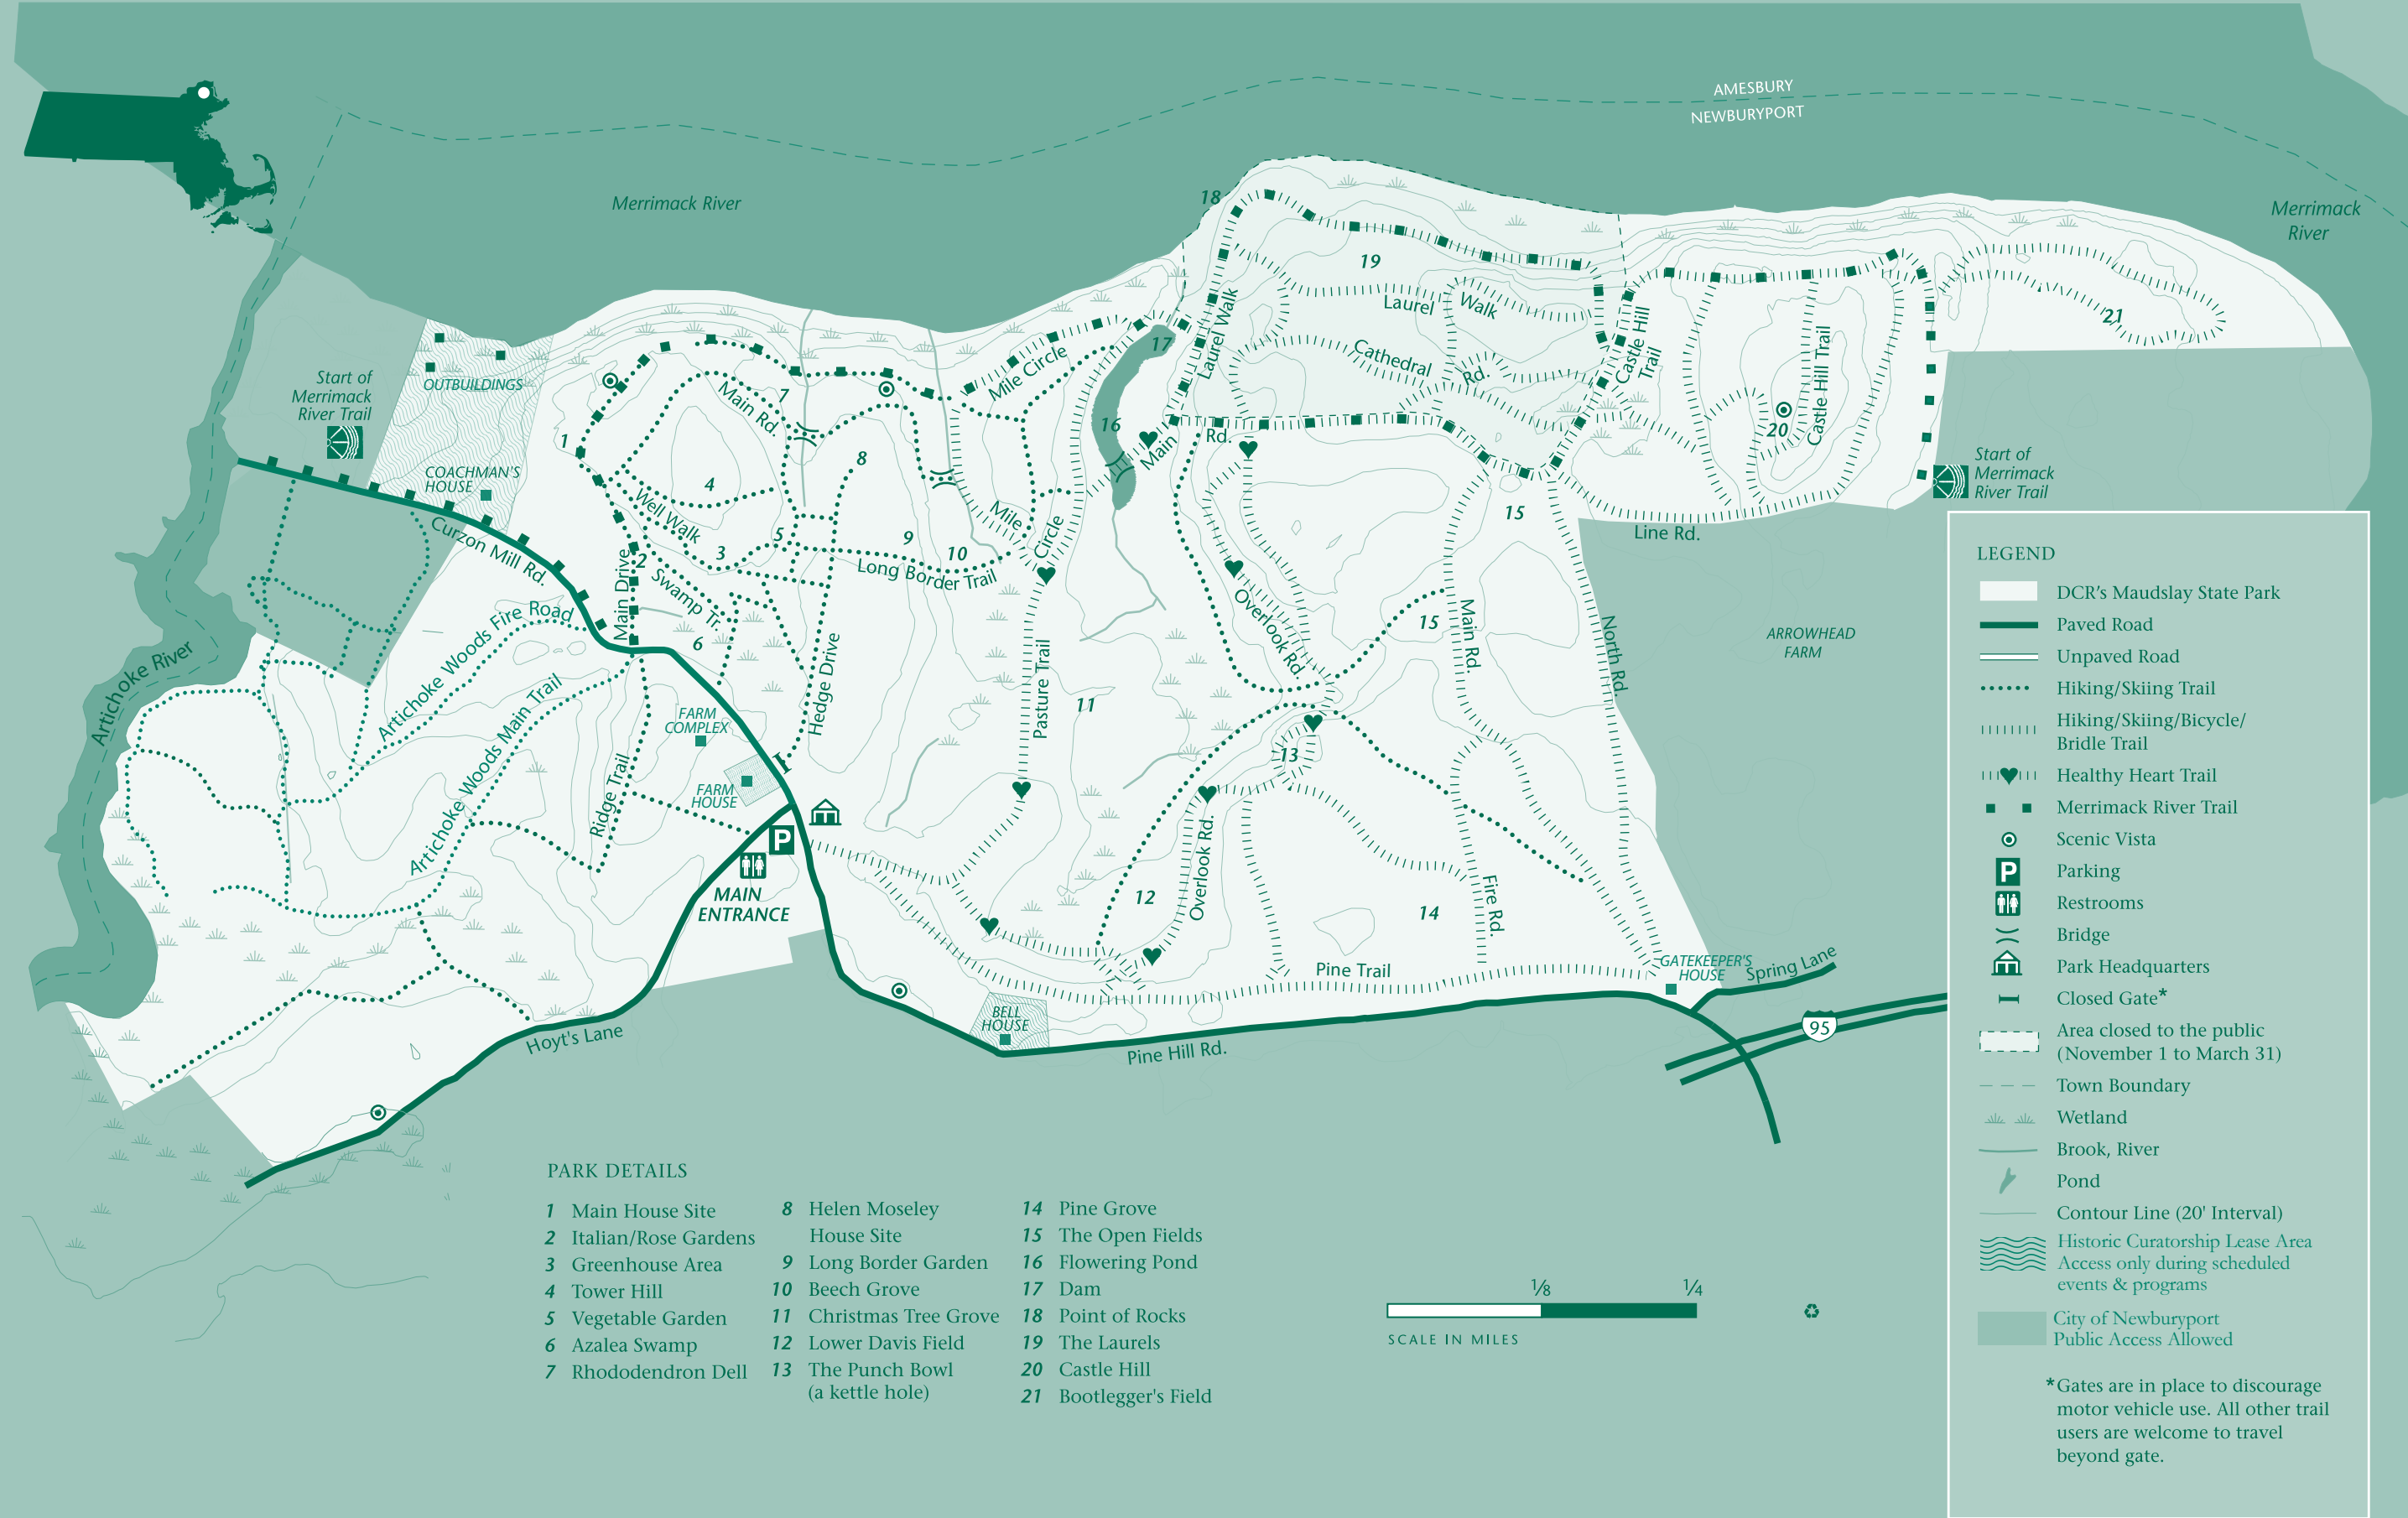 AMESBURY
NEWBURYPORT
Merrimack River
Merrimack
River
18
19
Laurel Walk
Laurel
Walk
Castle Hill
Trail
Castle Hill Trail
21
17
Mile Circle
Cathedral
Rd.
Start of
Merrimack
River Trail
OUTBUILDINGS
Main Rd.
7
16
Main
Rd.
20
1
COACHMAN'S
HOUSE
8
4
Start of
Merrimack
River Trail
Curzon Mill Rd.
Well Walk
5
9
10
Mile
Circle
15
Line Rd.
3
2
Long Border Trail
Main Drive
Swamp Tr.
Artichoke Woods Fire Road
6
Overlook Rd.
15
Main Rd.
North Rd.
ARROWHEAD
FARM
Artichoke River
Artichoke Woods Main Trail
Hedge Drive
Pasture Trail
11
FARM
COMPLEX
13
Ridge Trail
FARM
HOUSE
P
MAIN
ENTRANCE
12
Overlook Rd.
14
Fire Rd.
Pine Trail
GATEKEEPER'S
HOUSE
Spring Lane
BELL
HOUSE
Hoyt's Lane
Pine Hill Rd.
95
PARK DETAILS
1 Main House Site
2 Italian/Rose Gardens
3 Greenhouse Area
4 Tower Hill
5 Vegetable Garden
6 Azalea Swamp
7 Rhododendron Dell
8 Helen Moseley
House Site
9 Long Border Garden
10 Beech Grove
11 Christmas Tree Grove
12 Lower Davis Field
13 The Punch Bowl
(a kettle hole)
14 Pine Grove
15 The Open Fields
16 Flowering Pond
17 Dam
18 Point of Rocks
19 The Laurels
20 Castle Hill
21 Bootlegger's Field
1/8 1/4
SCALE IN MILES
LEGEND
DCR's Maudslay State Park
Paved Road
Unpaved Road
Hiking/Skiing Trail
Hiking/Skiing/Bicycle/
Bridle Trail
Healthy Heart Trail
Merrimack River Trail
Scenic Vista
P Parking
Restrooms
Bridge
Park Headquarters
Closed Gate*
Area closed to the public
(November 1 to March 31)
Town Boundary
Wetland
Brook, River
Pond
Contour Line (20' Interval)
Historic Curatorship Lease Area
Access only during scheduled
events & programs
City of Newburyport
Public Access Allowed
*Gates are in place to discourage
motor vehicle use. All other trail
users are welcome to travel
beyond gate.